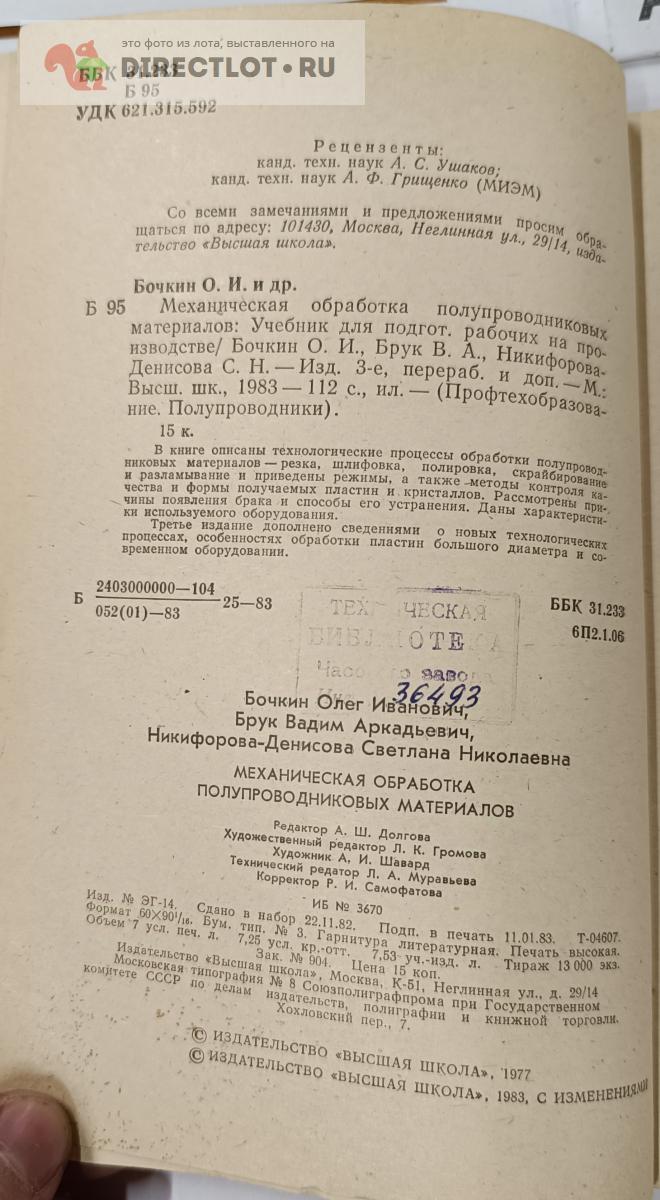 это фото из лота, выставленного на
DIRECTLOT.RU
ББК 31.233
Б 95
УДК 621.315.592
Рецензенты:
канд. техн. наук А. С. Ушаков;
канд. техн. наук А. Ф. Грищенко (МИЭМ)
Со всеми замечаниями и предложениями просим обра-
щаться по адресу: 101430, Москва, Неглинная ул., 29/14, изда-
тельство «Высшая школа».
Бочкин О. И. и др.
Б 95 Механическая обработка полупроводниковых
материалов: Учебник для подгот. рабочих на про-
изводстве/ Бочкин О. И., Брук В. А., Никифорова-
Денисова С. Н. — Изд. 3-е, перераб. и доп. — М.:
Высш. шк., 1983 — 112 с., ил. — (Профтехобразова-
ние. Полупроводники).
15 к.
В книге описаны технологические процессы обработки полупровод-
никовых материалов — резка, шлифовка, полировка, скрайбирование
и разламывание и приведены режимы, а также методы контроля ка-
чества и формы получаемых пластин и кристаллов. Рассмотрены при-
чины появления брака и способы его устранения. Даны характеристи-
ки используемого оборудования.
Третье издание дополнено сведениями о новых технологических
процессах, особенностях обработки пластин большого диаметра и со-
временном оборудовании.
Б 2403000000—104
052(01)—83 25—83
ББК 31.233
6П2.1.06
ТЕХ ЧЕСКАЯ
БИБЛ ОТЕКА
Часо го завода
36493
Бочкин Олег Иванович,
Брук Вадим Аркадьевич,
Никифорова-Денисова Светлана Николаевна
МЕХАНИЧЕСКАЯ ОБРАБОТКА
ПОЛУПРОВОДНИКОВЫХ МАТЕРИАЛОВ
Редактор А. Ш. Долгова
Художественный редактор Л. К. Громова
Художник А. И. Шавард
Технический редатор Л. А. Муравьева
Корректор Р. И. Самофатова
ИБ № 3670
Изд. № ЭГ-14. Сдано в набор 22.11.82. Подп. в печать 11.01.83. Т-04607.
Формат 60×90¹/₁₆. Бум. тип. № 3. Гарнитура литературная. Печать высокая.
Объем 7 усл. печ. л. 7,25 усл. кр.-отт. 7,53 уч.-изд. л. Тираж 13 000 экз.
Зак. № 904. Цена 15 коп.
Издательство «Высшая школа», Москва, К-51, Неглинная ул., д. 29/14
Московская типография № 8 Союзполиграфпрома при Государственном
комитете СССР по делам издательств, полиграфии и книжной торговли.
Хохловский пер., 7.
© ИЗДАТЕЛЬСТВО «ВЫСШАЯ ШКОЛА», 1977
© ИЗДАТЕЛЬСТВО «ВЫСШАЯ ШКОЛА», 1983, С ИЗМЕНЕНИЯМИ